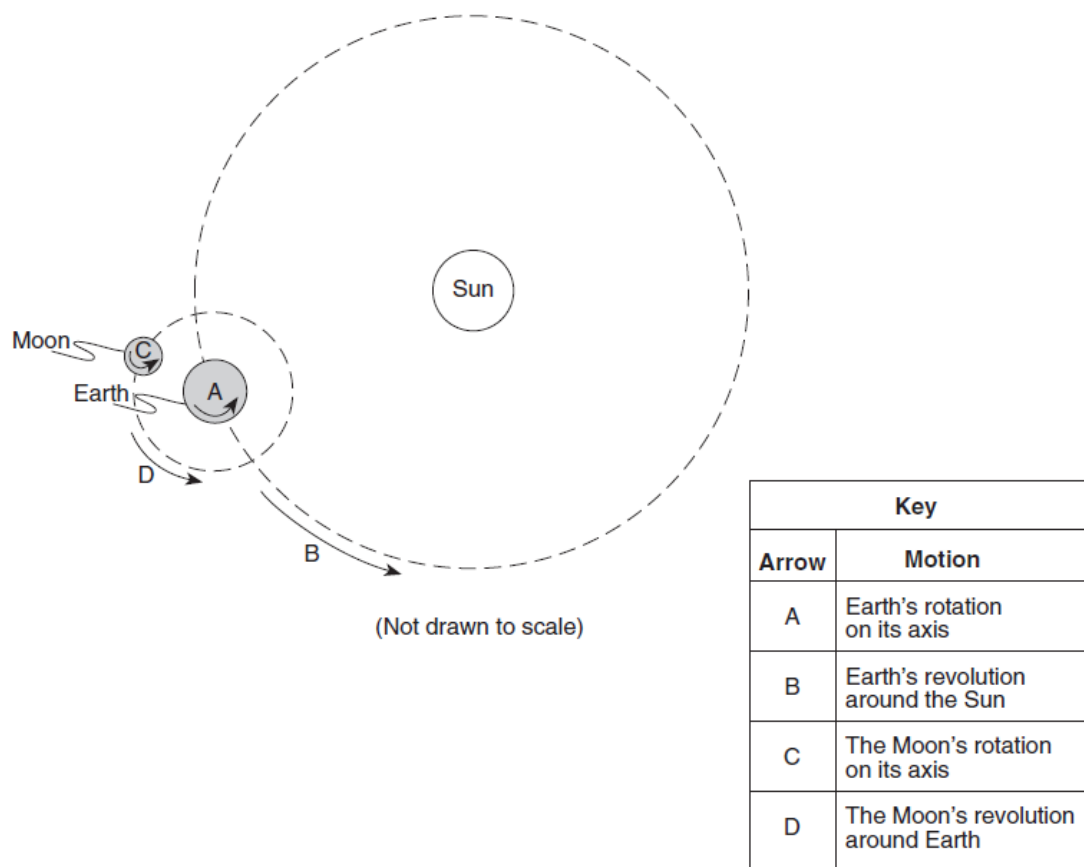 Sun
Moon
C
Earth
A
D
B
(Not drawn to scale)
Key
Arrow Motion
A Earth's rotation
on its axis
B Earth's revolution
around the Sun
C The Moon's rotation
on its axis
D The Moon's revolution
around Earth